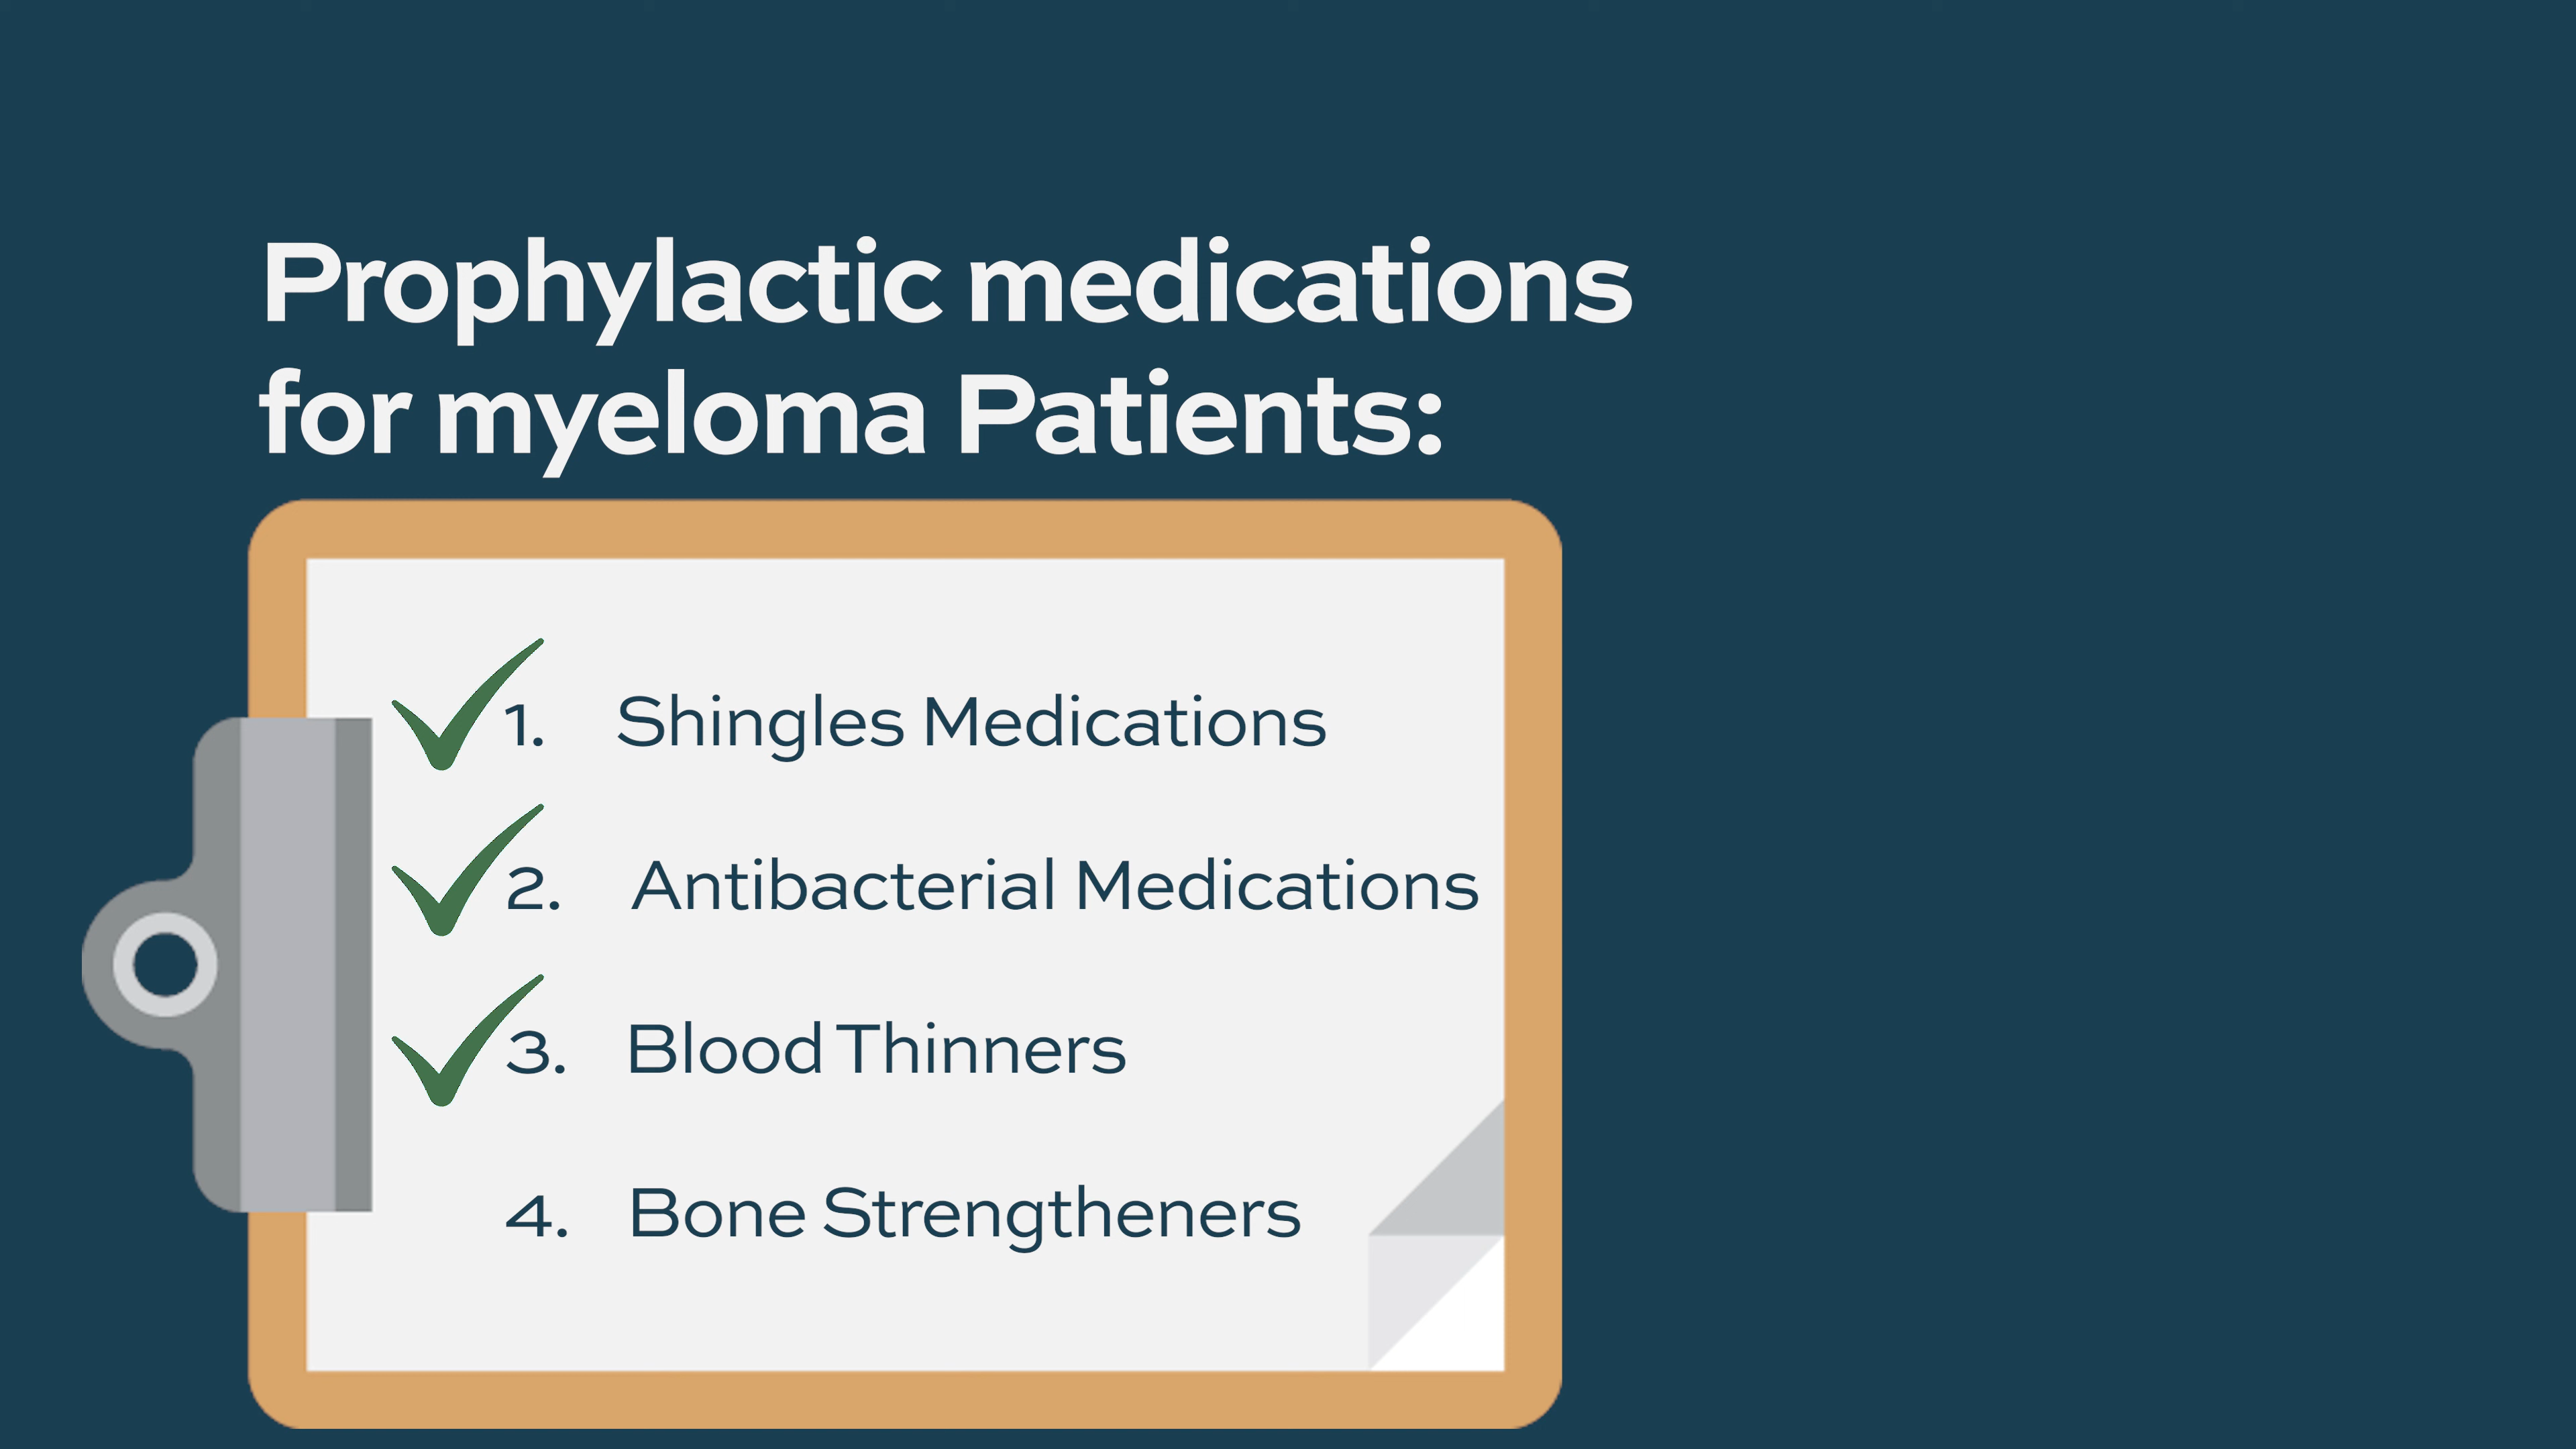 Prophylactic medications
for myeloma Patients:
1. Shingles Medications
2. Antibacterial Medications
3. Blood Thinners
4. Bone Strengtheners